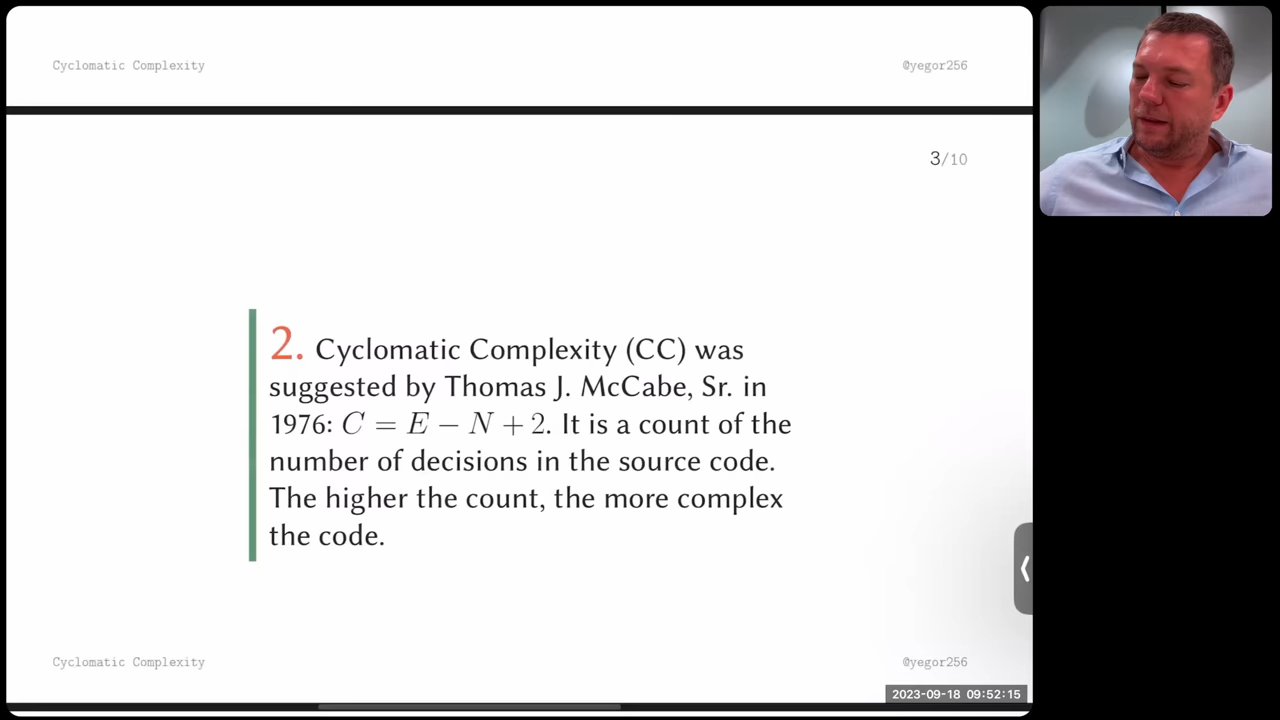 Cyclomatic Complexity
@yegor256
3/10
2. Cyclomatic Complexity (CC) was
suggested by Thomas J. McCabe, Sr. in
1976: C = E − N + 2. It is a count of the
number of decisions in the source code.
The higher the count, the more complex
the code.
Cyclomatic Complexity
@yegor256
2023-09-18 09:52:15